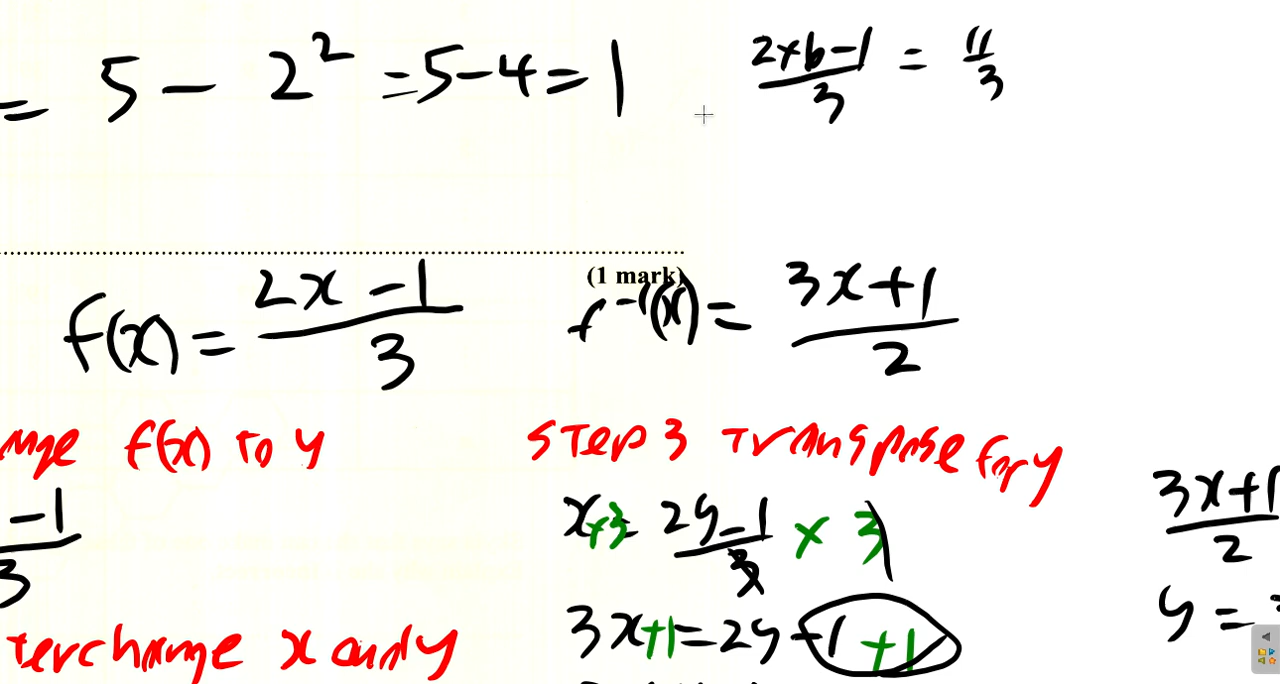 = 5 - 2² = 5-4 = 1
2×6-1/3 = 11/3
(1 mark)
f(x) = 2x-1/3
f⁻¹(x) = 3x+1/2
nge f(x) to y
Step 3 Transpose for y
-1/3
x×3 = 2y-1/3 × 3
3x+1/2
3x+1 = 2y-1+1
y =
terchange x and y